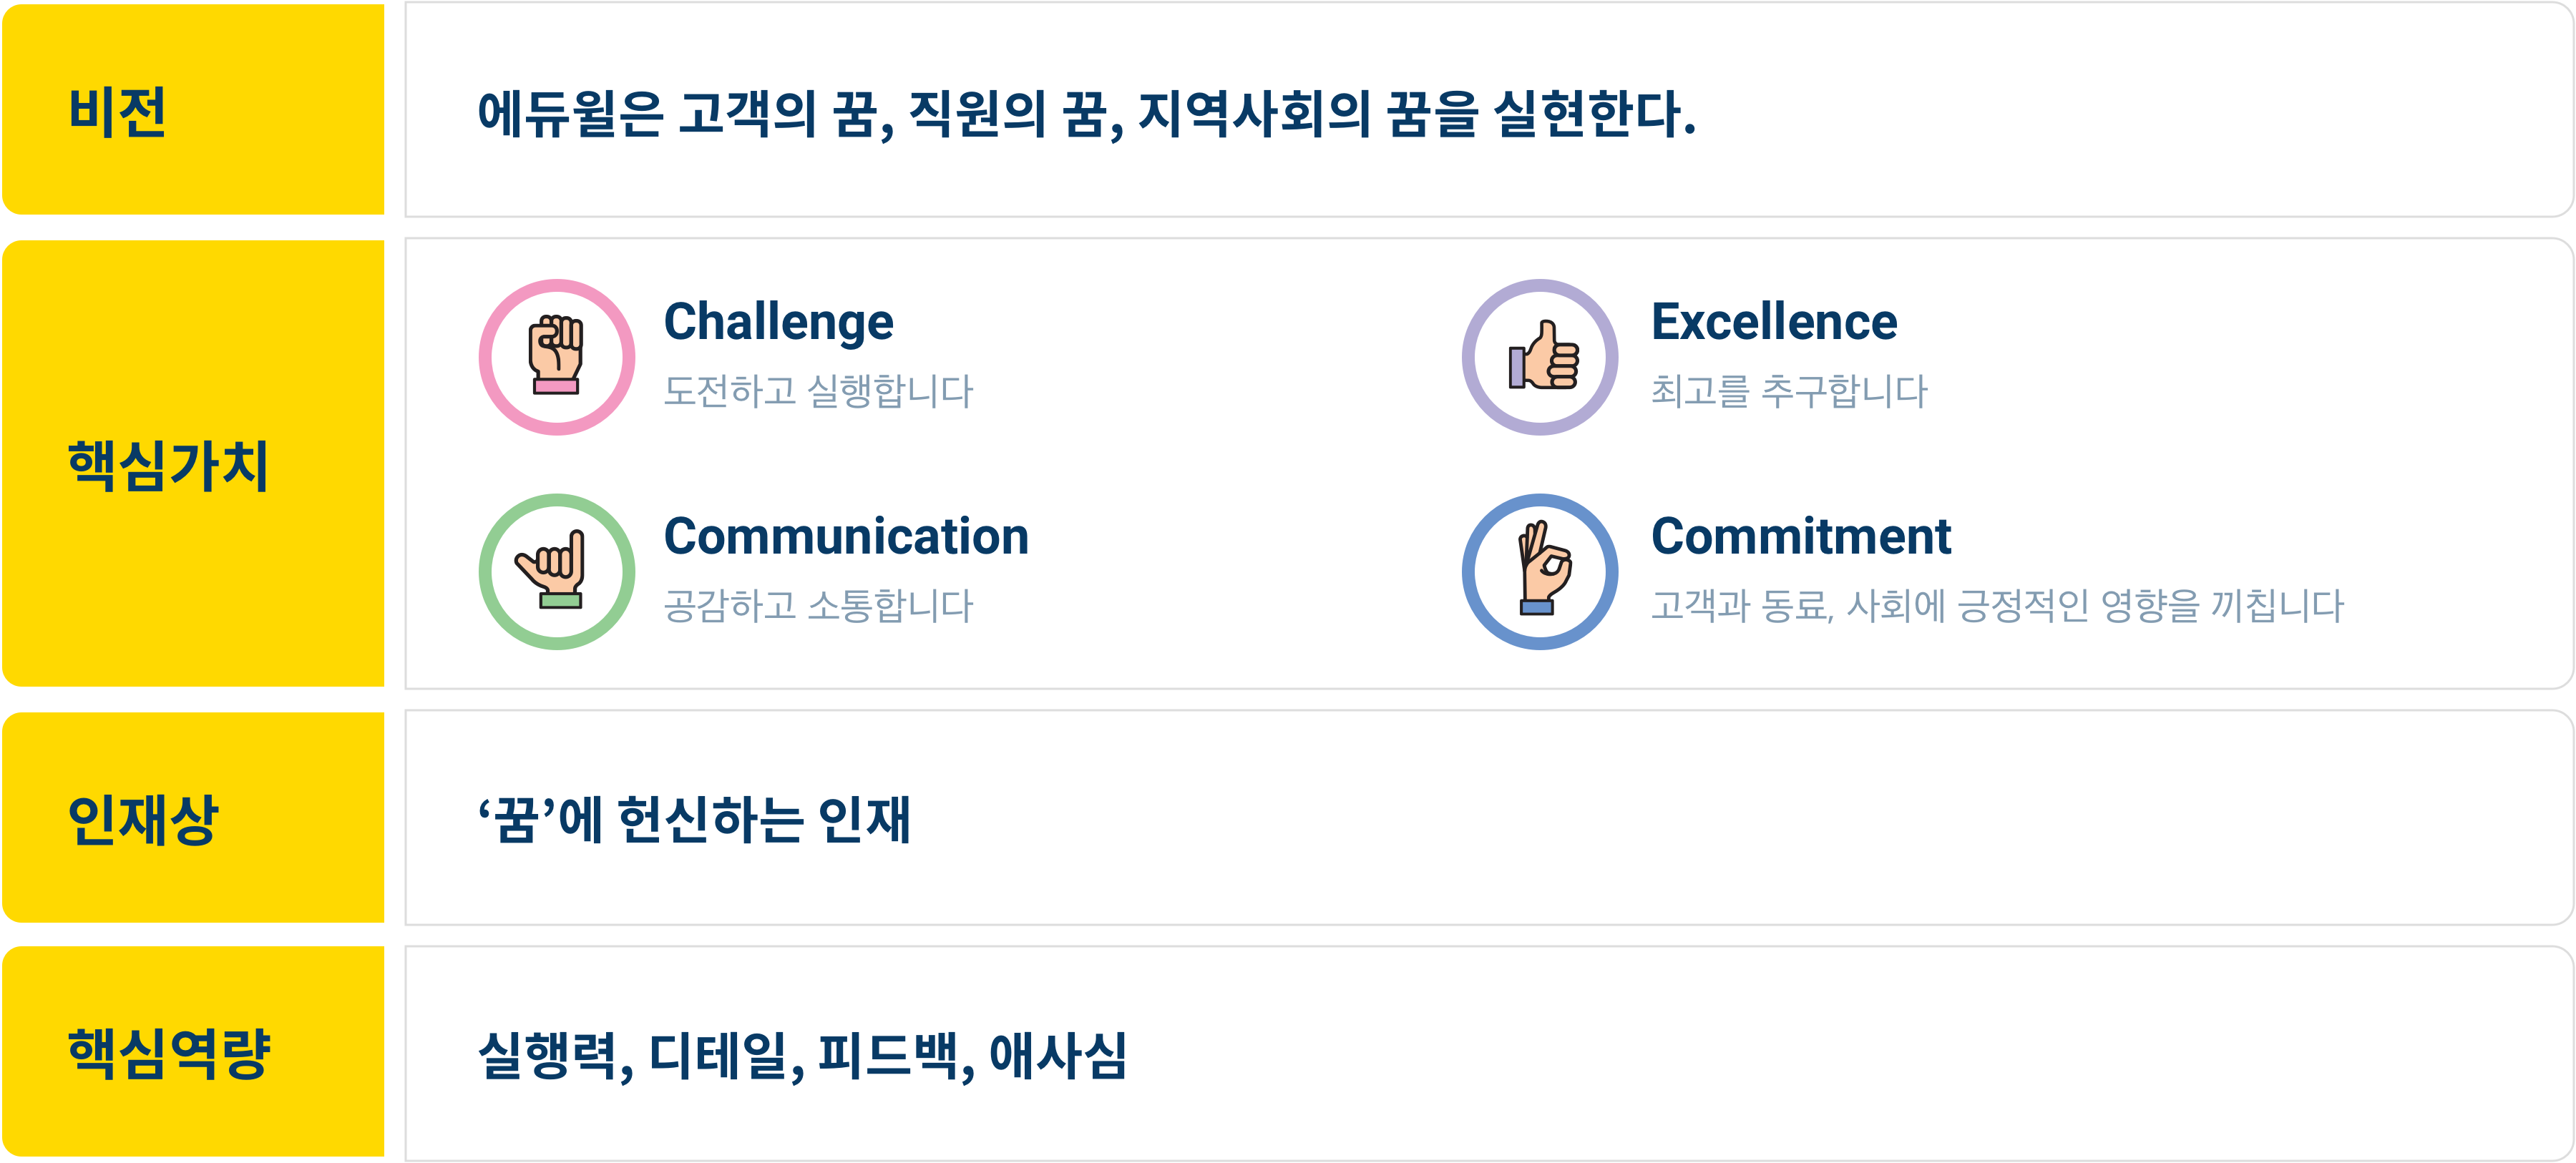 비전
에듀윌은 고객의 꿈, 직원의 꿈, 지역사회의 꿈을 실현한다.
핵심가치
Challenge
도전하고 실행합니다
Excellence
최고를 추구합니다
Communication
공감하고 소통합니다
Commitment
고객과 동료, 사회에 긍정적인 영향을 끼칩니다
인재상
‘꿈’에 헌신하는 인재
핵심역량
실행력, 디테일, 피드백, 애사심